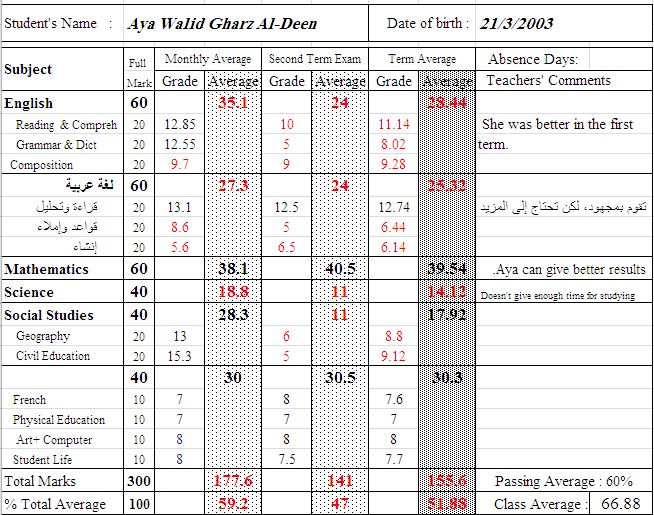 Student's Name : Aya Walid Gharz Al-Deen Date of birth : 21/3/2003
Subject Full Mark Monthly Average Second Term Exam Term Average Absence Days:
Grade Average Grade Average Grade Average Teachers' Comments
English 60 35.1 24 28.44
Reading & Compreh 20 12.85 10 11.14 She was better in the first
Grammar & Dict 20 12.55 5 8.02 term.
Composition 20 9.7 9 9.28
لغة عربية 60 27.3 24 25.32
قراءة وتحليل 20 13.1 12.5 12.74 تقوم بمجهود، لكن تحتاج إلى المزيد
قواعد وإملاء 20 8.6 5 6.44
إنشاء 20 5.6 6.5 6.14
Mathematics 60 38.1 40.5 39.54 .Aya can give better results
Science 40 18.8 11 14.12 Doesn't give enough time for studying
Social Studies 40 28.3 11 17.92
Geography 20 13 6 8.8
Civil Education 20 15.3 5 9.12
40 30 30.5 30.3
French 10 7 8 7.6
Physical Education 10 7 7 7
Art+ Computer 10 8 8 8
Student Life 10 8 7.5 7.7
Total Marks 300 177.6 141 155.6 Passing Average : 60%
% Total Average 100 59.2 47 51.88 Class Average : 66.88